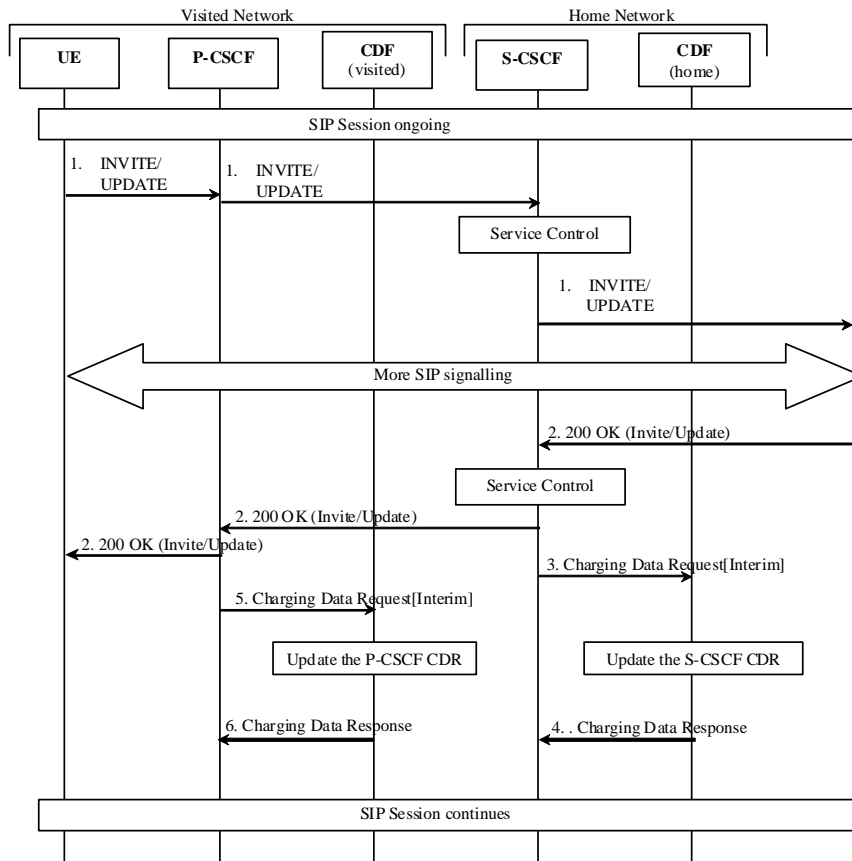 Visited Network
Home Network
UE
P-CSCF
CDF
(visited)
S-CSCF
CDF
(home)
SIP Session ongoing
1. INVITE/
UPDATE
1. INVITE/
UPDATE
Service Control
1. INVITE/
UPDATE
More SIP signalling
2. 200 OK (Invite/Update)
Service Control
2. 200 OK (Invite/Update)
2. 200 OK (Invite/Update)
3. Charging Data Request[Interim]
5. Charging Data Request[Interim]
Update the P-CSCF CDR
Update the S-CSCF CDR
6. Charging Data Response
4. . Charging Data Response
SIP Session continues